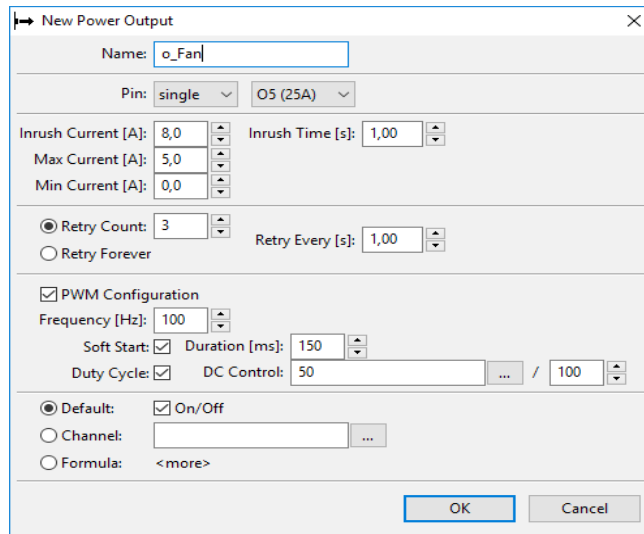 New Power Output
Name: o_Fan
Pin: single O5 (25A)
Inrush Current [A]: 8,0 Inrush Time [s]: 1,00
Max Current [A]: 5,0
Min Current [A]: 0,0
Retry Count: 3
Retry Every [s]: 1,00
Retry Forever
PWM Configuration
Frequency [Hz]: 100
Soft Start: Duration [ms]: 150
Duty Cycle: DC Control: 50 ... / 100
Default: On/Off
Channel: ...
Formula: <more>
OK Cancel